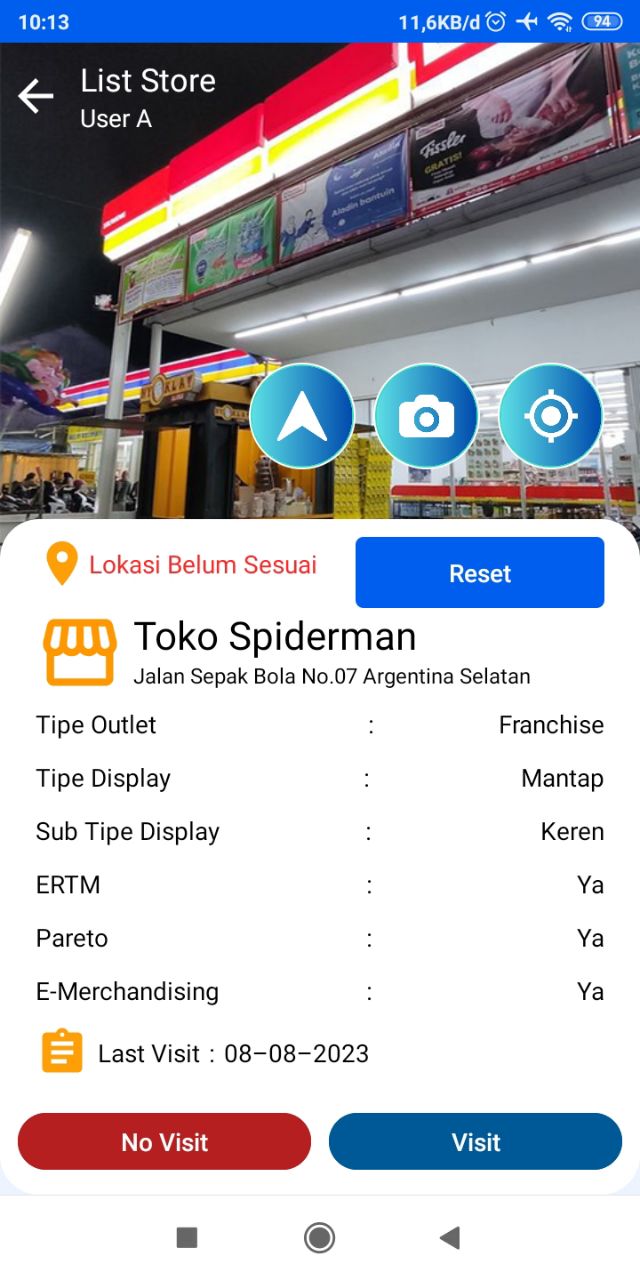 10:13
11,6KB/d
94
List Store
User A
Fissler
GRATIS!
Aladin bantuin
Lokasi Belum Sesuai
Reset
Toko Spiderman
Jalan Sepak Bola No.07 Argentina Selatan
Tipe Outlet : Franchise
Tipe Display : Mantap
Sub Tipe Display : Keren
ERTM : Ya
Pareto : Ya
E-Merchandising : Ya
Last Visit : 08–08–2023
No Visit
Visit